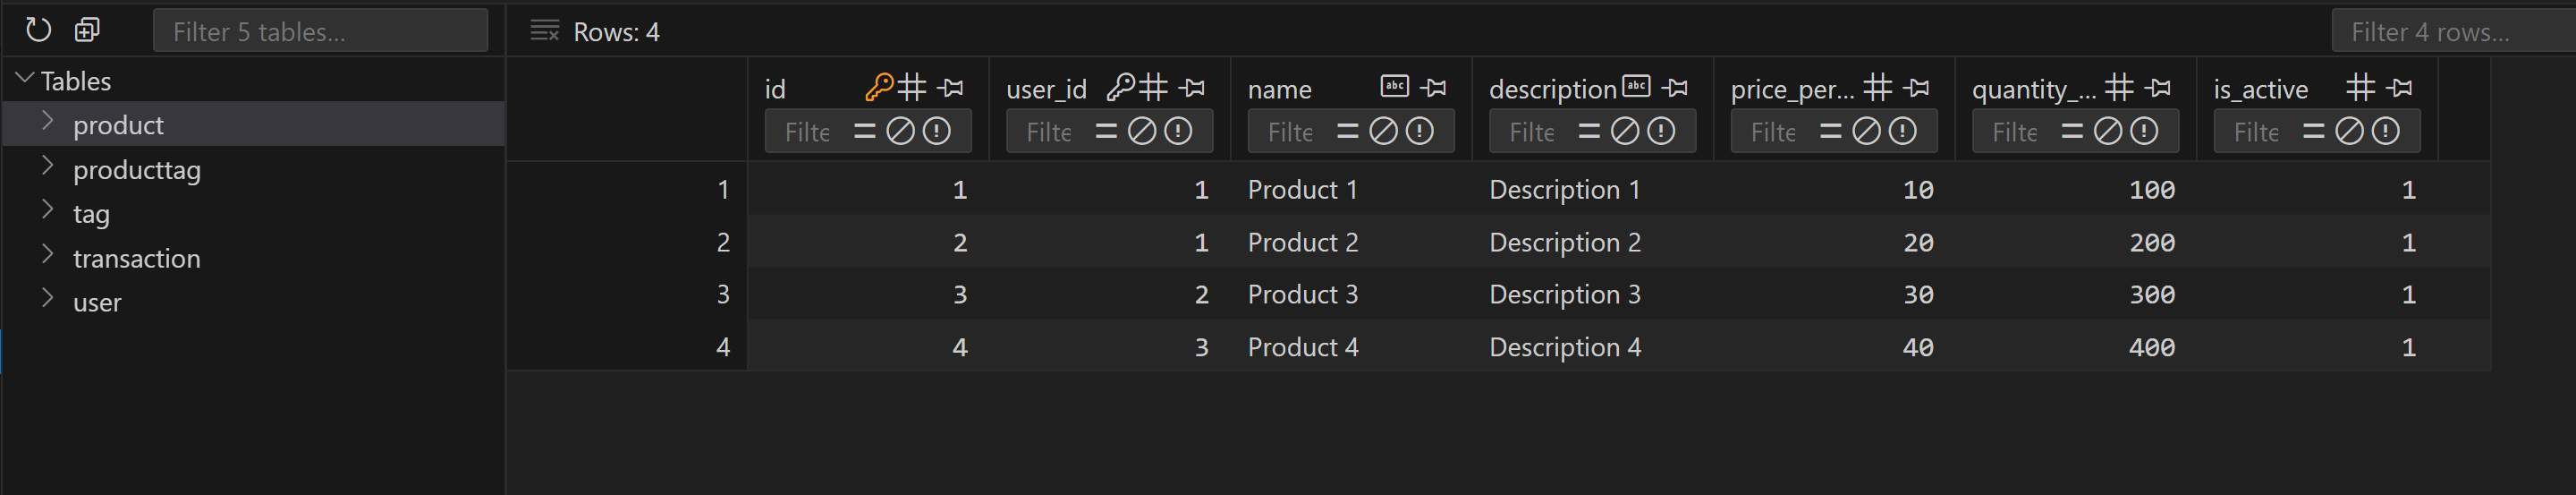 Filter 5 tables...
Rows: 4
Filter 4 rows...
Tables
product
producttag
tag
transaction
user
id user_id name abc description abc price_per... quantity_... is_active
Filte Filte Filte Filte Filte Filte Filte
1 1 1 Product 1 Description 1 10 100 1
2 2 1 Product 2 Description 2 20 200 1
3 3 2 Product 3 Description 3 30 300 1
4 4 3 Product 4 Description 4 40 400 1